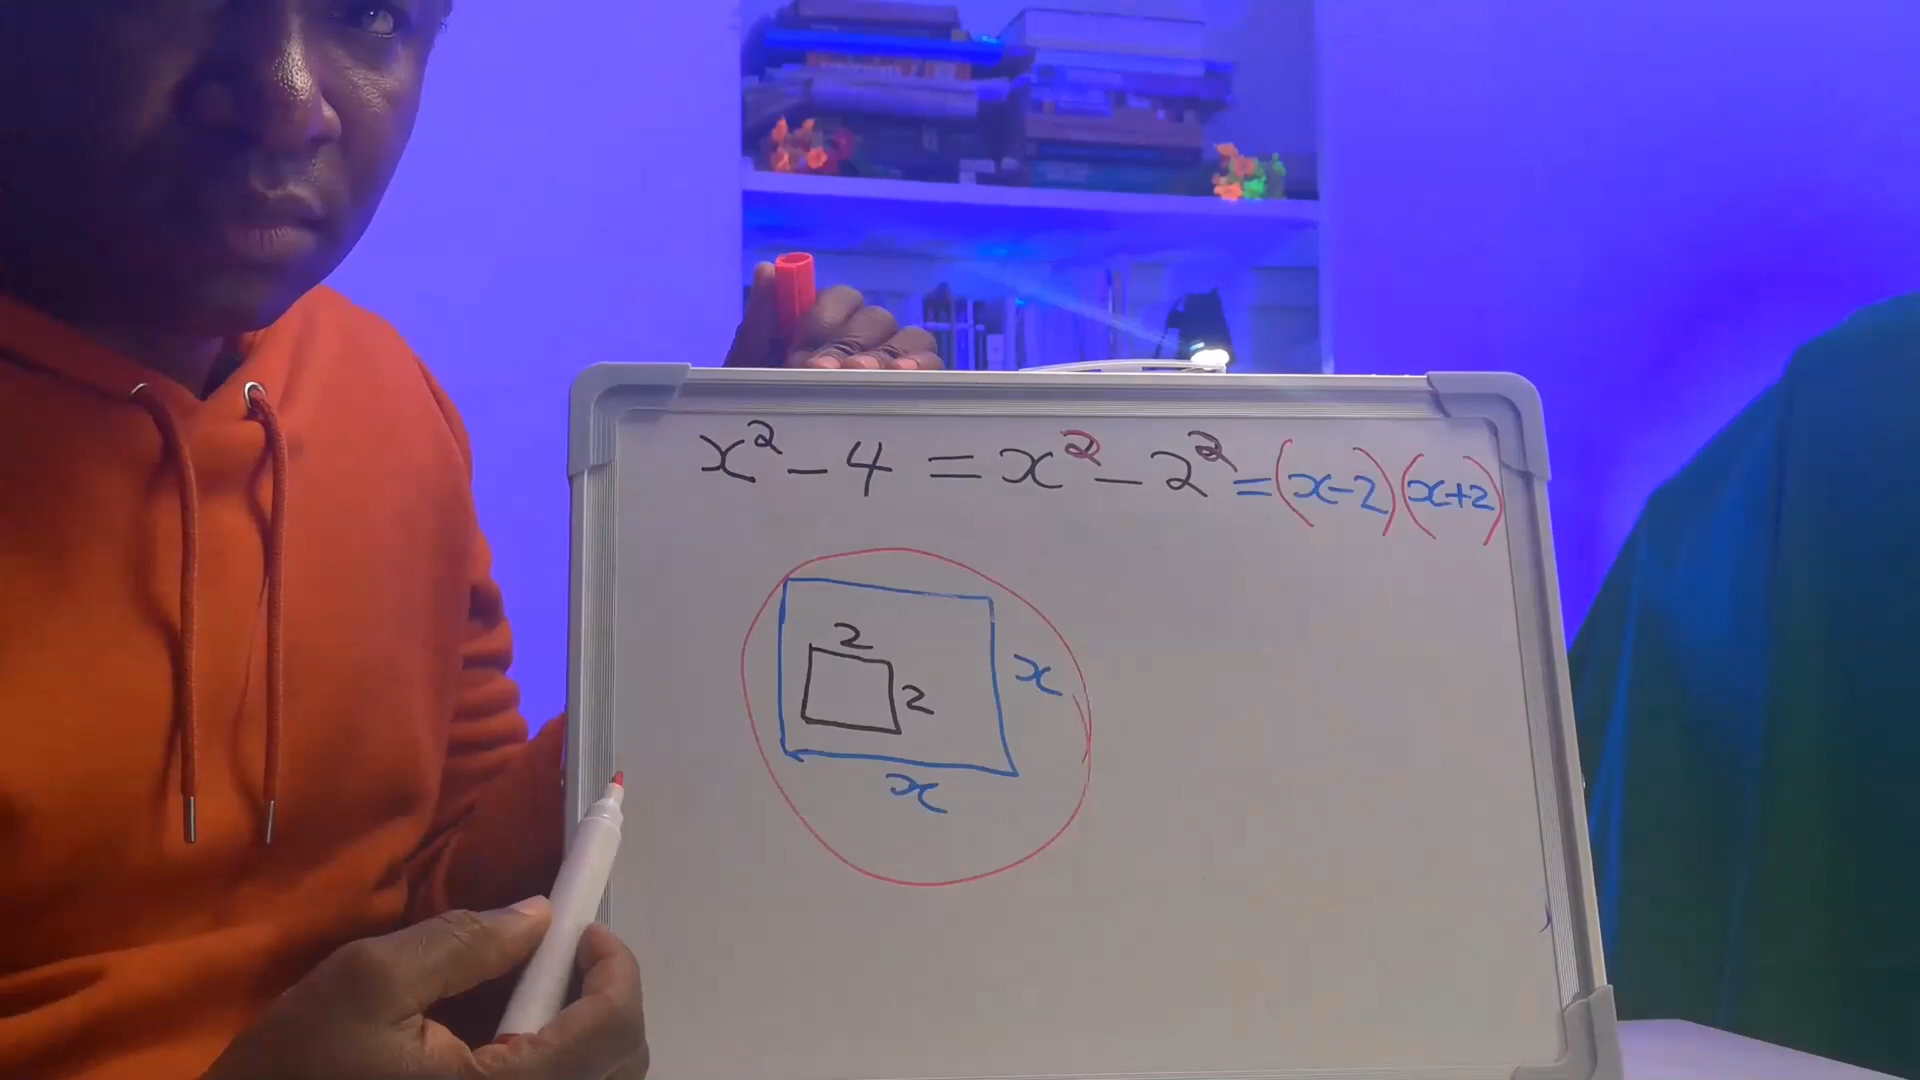 x² - 4 = x² - 2² = (x-2)(x+2)
2
2
x
x